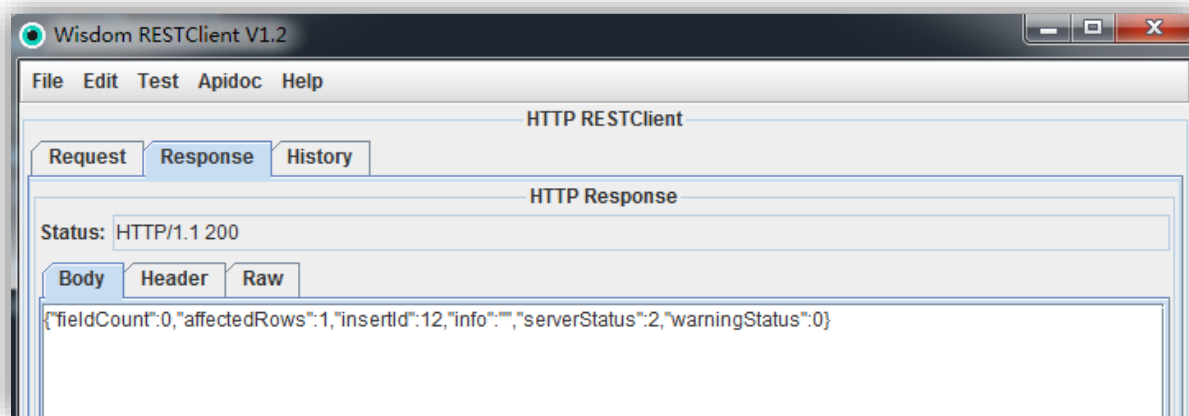 Wisdom RESTClient V1.2
File Edit Test Apidoc Help
HTTP RESTClient
Request Response History
HTTP Response
Status: HTTP/1.1 200
Body Header Raw
{"fieldCount":0,"affectedRows":1,"insertId":12,"info":"","serverStatus":2,"warningStatus":0}